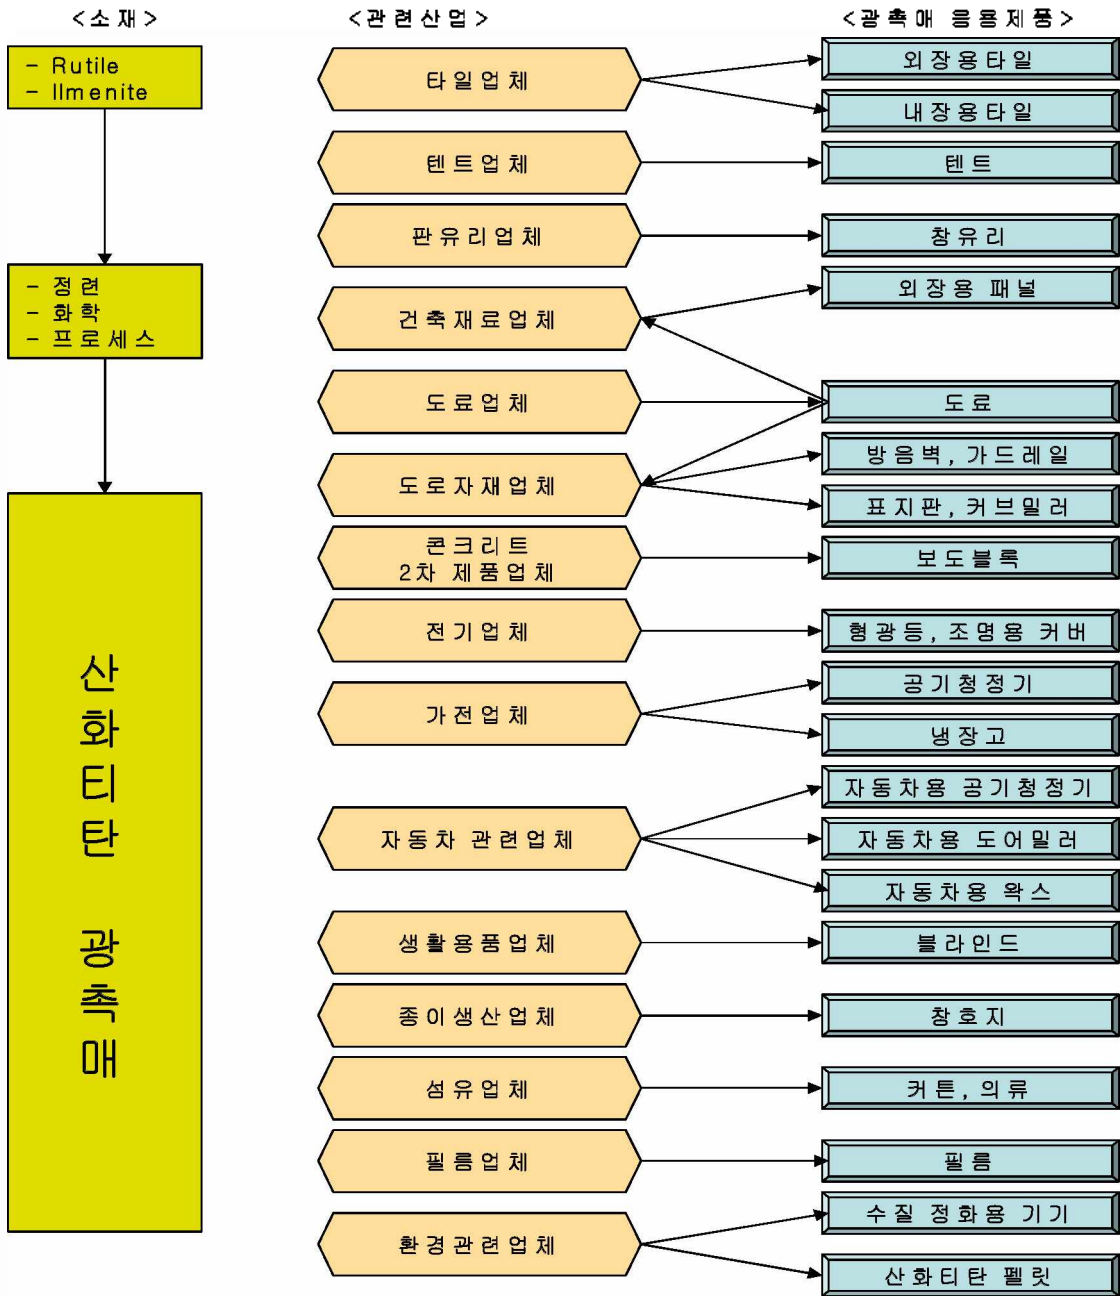 <소재>
<관련산업>
<광촉매 응용제품>
- Rutile
- Ilmenite
- 정련
- 화학
- 프로세스
산화티탄 광촉매
타일업체
외장용타일
내장용타일
텐트업체
텐트
판유리업체
창유리
건축재료업체
외장용 패널
도료업체
도료
도로자재업체
방음벽, 가드레일
표지판, 커브밀러
콘크리트
2차 제품업체
보도블록
전기업체
형광등, 조명용 커버
가전업체
공기청정기
냉장고
자동차 관련업체
자동차용 공기청정기
자동차용 도어밀러
자동차용 왁스
생활용품업체
블라인드
종이생산업체
창호지
섬유업체
커튼, 의류
필름업체
필름
환경관련업체
수질 정화용 기기
산화티탄 펠릿